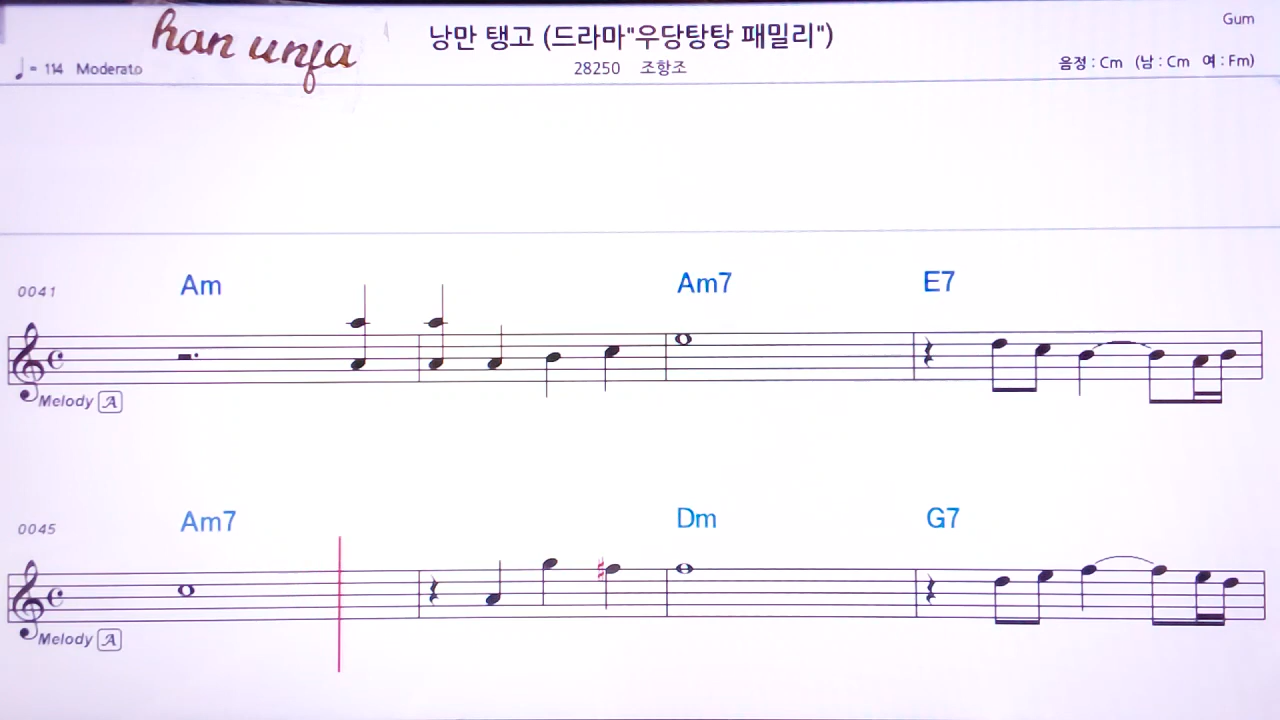 Gum
han unfa
낭만 탱고 (드라마"우당탕탕 패밀리")
♩= 114 Moderato
28250 조항조
음정 : Cm (남 : Cm 여 : Fm)
0041 Am Am7 E7
Melody A
0045 Am7 Dm G7
Melody A